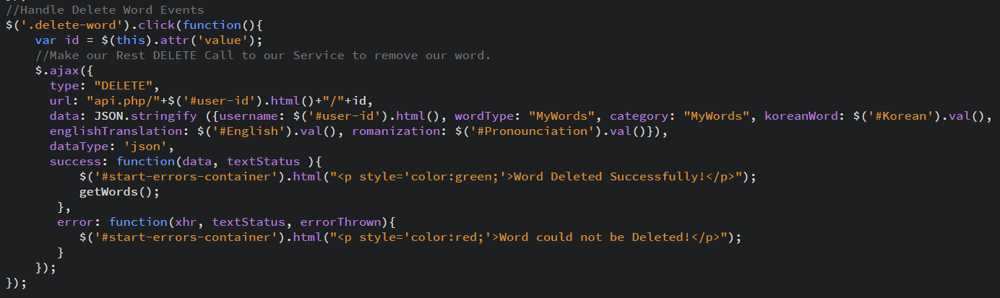 //Handle Delete Word Events
$('.delete-word').click(function(){
    var id = $(this).attr('value');
    //Make our Rest DELETE Call to our Service to remove our word.
    $.ajax({
      type: "DELETE",
      url: "api.php/"+$('#user-id').html()+"/"+id,
      data: JSON.stringify ({username: $('#user-id').html(), wordType: "MyWords", category: "MyWords", koreanWord: $('#Korean').val(),
      englishTranslation: $('#English').val(), romanization: $('#Pronounciation').val()}),
      dataType: 'json',
      success: function(data, textStatus ){
          $('#start-errors-container').html("<p style='color:green;'>Word Deleted Successfully!</p>");
          getWords();
       },
       error: function(xhr, textStatus, errorThrown){
          $('#start-errors-container').html("<p style='color:red;'>Word could not be Deleted!</p>");
       }
    });
});